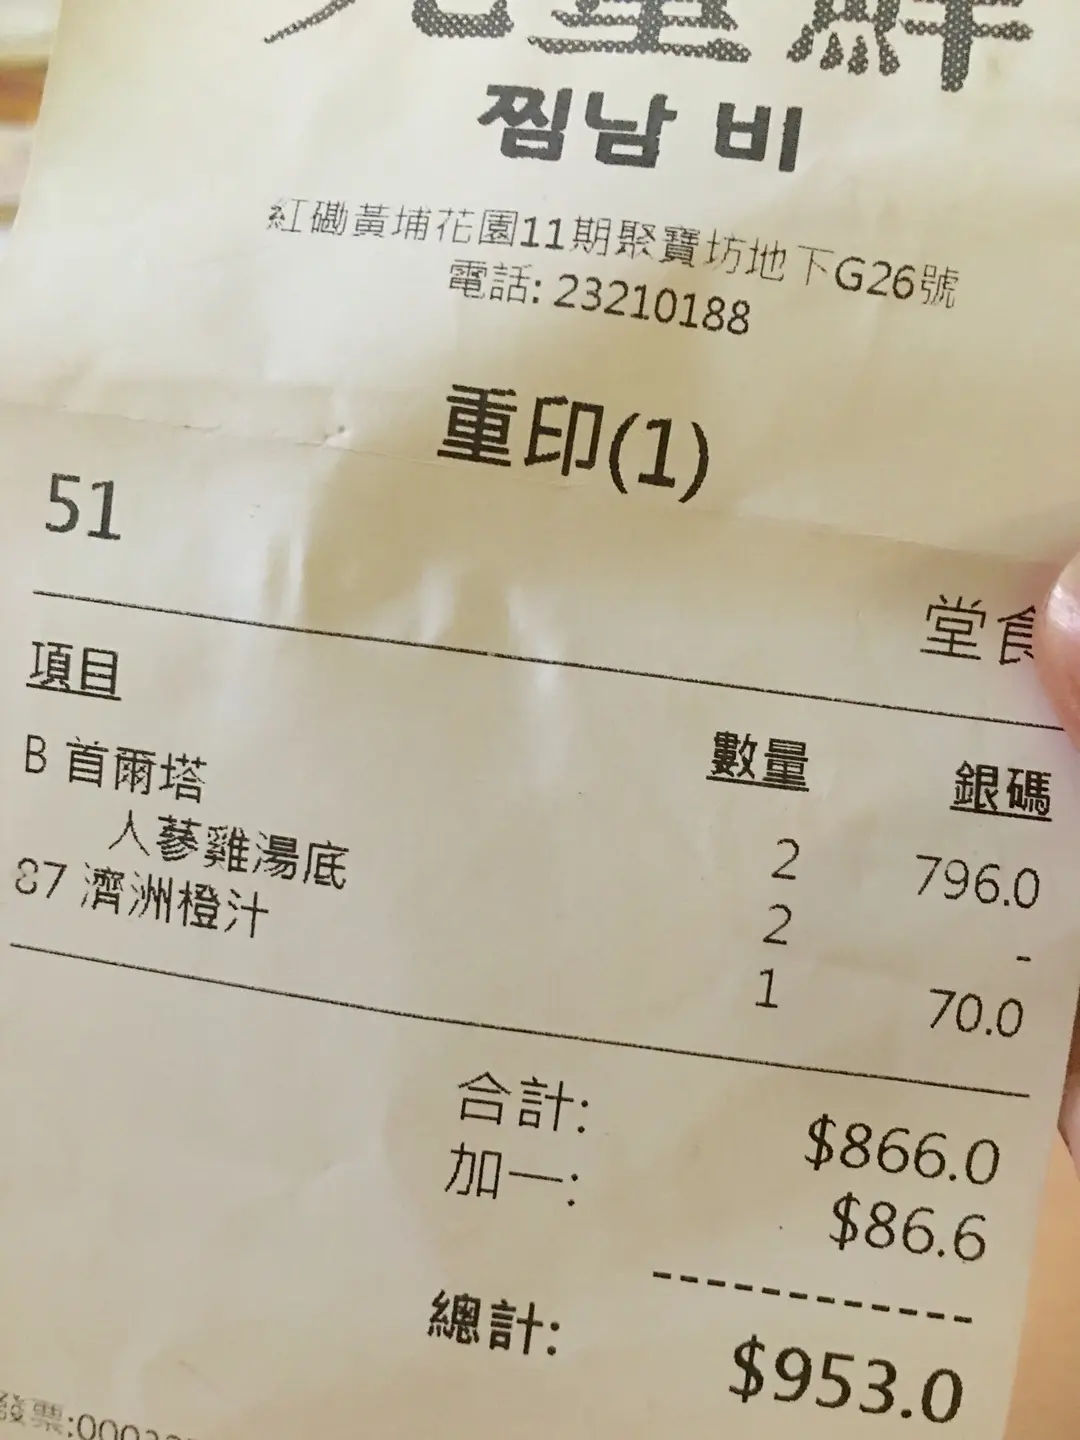 찜남 비
紅磡黃埔花園11期聚寶坊地下G26號
電話: 23210188
重印(1)
51
堂食
項目 數量 銀碼
B 首爾塔 2 796.0
人蔘雞湯底 2 -
87 濟洲橙汁 1 70.0
合計: $866.0
加一: $86.6
------------
總計: $953.0
發票:000